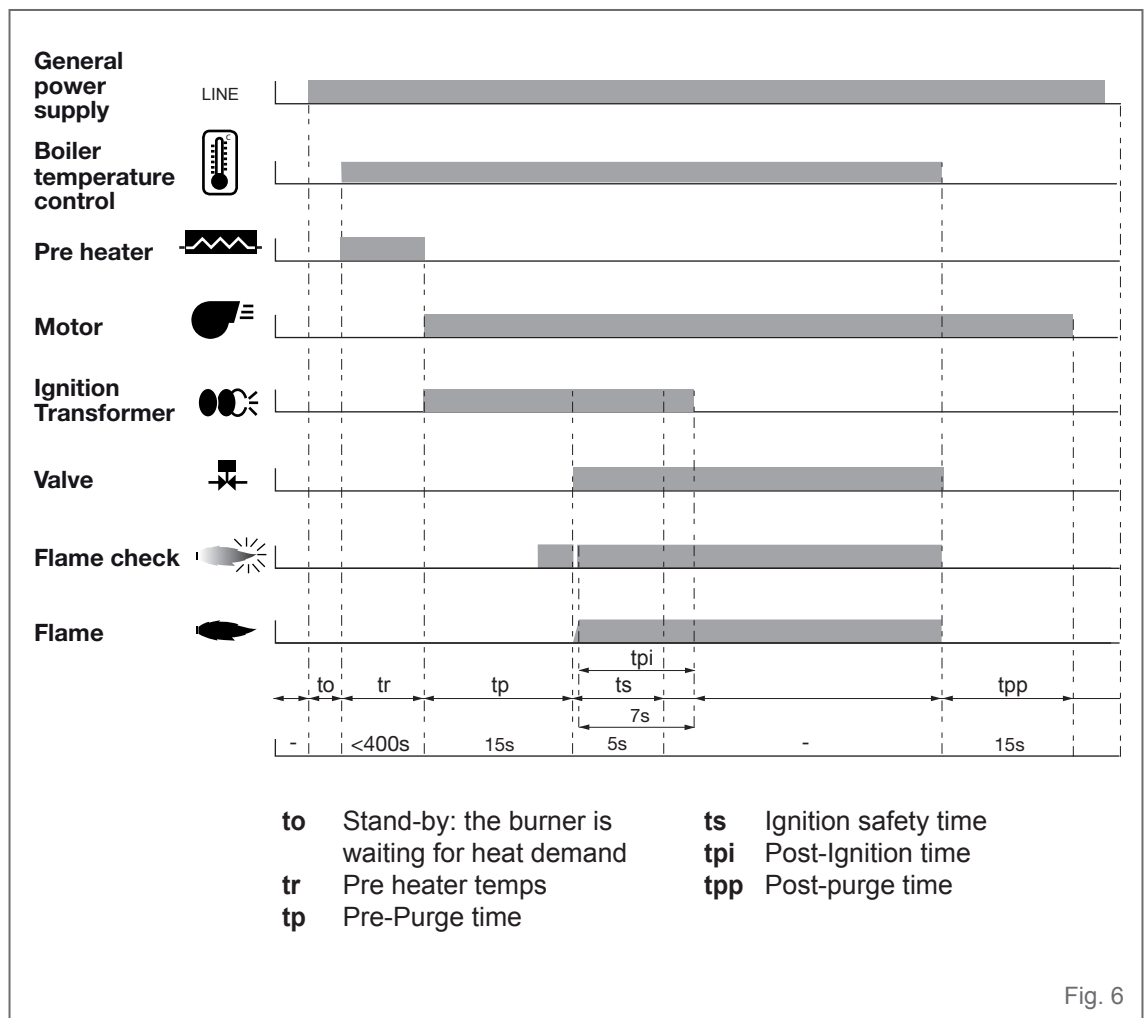 General
power
supply
LINE
Boiler
temperature
control
C
Pre heater
Motor
Ignition
Transformer
Valve
Flame check
Flame
tpi
to tr tp ts tpp
7s
- <400s 15s 5s - 15s
to Stand-by: the burner is
waiting for heat demand
tr Pre heater temps
tp Pre-Purge time
ts Ignition safety time
tpi Post-Ignition time
tpp Post-purge time
Fig. 6